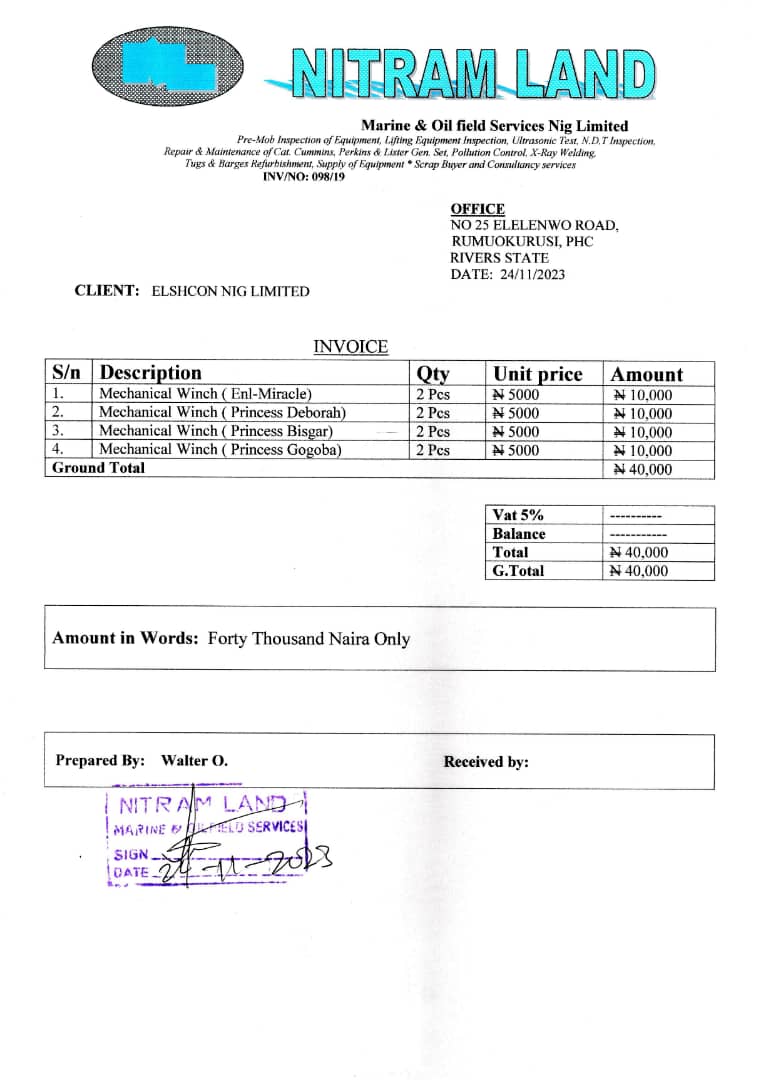 NITRAM LAND
Marine & Oil field Services Nig Limited
Pre-Mob Inspection of Equipment, Lifting Equipment Inspection, Ultrasonic Test, N.D.T Inspection,
Repair & Maintenance of Cat. Cummins, Perkins & Lister Gen. Set, Pollution Control, X-Ray Welding,
Tugs & Barges Refurbishment, Supply of Equipment * Scrap Buyer and Consultancy services
INV/NO: 098/19
OFFICE
NO 25 ELELENWO ROAD,
RUMUOKURUSI, PHC
RIVERS STATE
DATE: 24/11/2023
CLIENT: ELSHCON NIG LIMITED
INVOICE
S/n Description Qty Unit price Amount
1. Mechanical Winch ( Enl-Miracle) 2 Pcs ₦ 5000 ₦ 10,000
2. Mechanical Winch ( Princess Deborah) 2 Pcs ₦ 5000 ₦ 10,000
3. Mechanical Winch ( Princess Bisgar) 2 Pcs ₦ 5000 ₦ 10,000
4. Mechanical Winch ( Princess Gogoba) 2 Pcs ₦ 5000 ₦ 10,000
Ground Total ₦ 40,000
Vat 5% ----------
Balance -----------
Total ₦ 40,000
G.Total ₦ 40,000
Amount in Words: Forty Thousand Naira Only
Prepared By: Walter O. Received by:
NITRAM LAND
MARINE & OILFIELD SERVICES
SIGN
DATE 24-11-2023